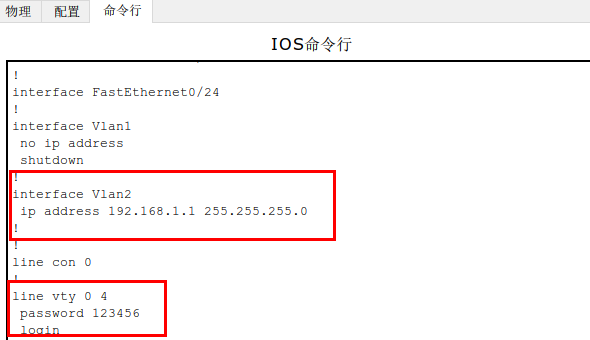 物理 配置 命令行
IOS命令行
!
interface FastEthernet0/24
!
interface Vlan1
 no ip address
 shutdown
!
interface Vlan2
 ip address 192.168.1.1 255.255.255.0
!
!
line con 0
!
line vty 0 4
 password 123456
 login